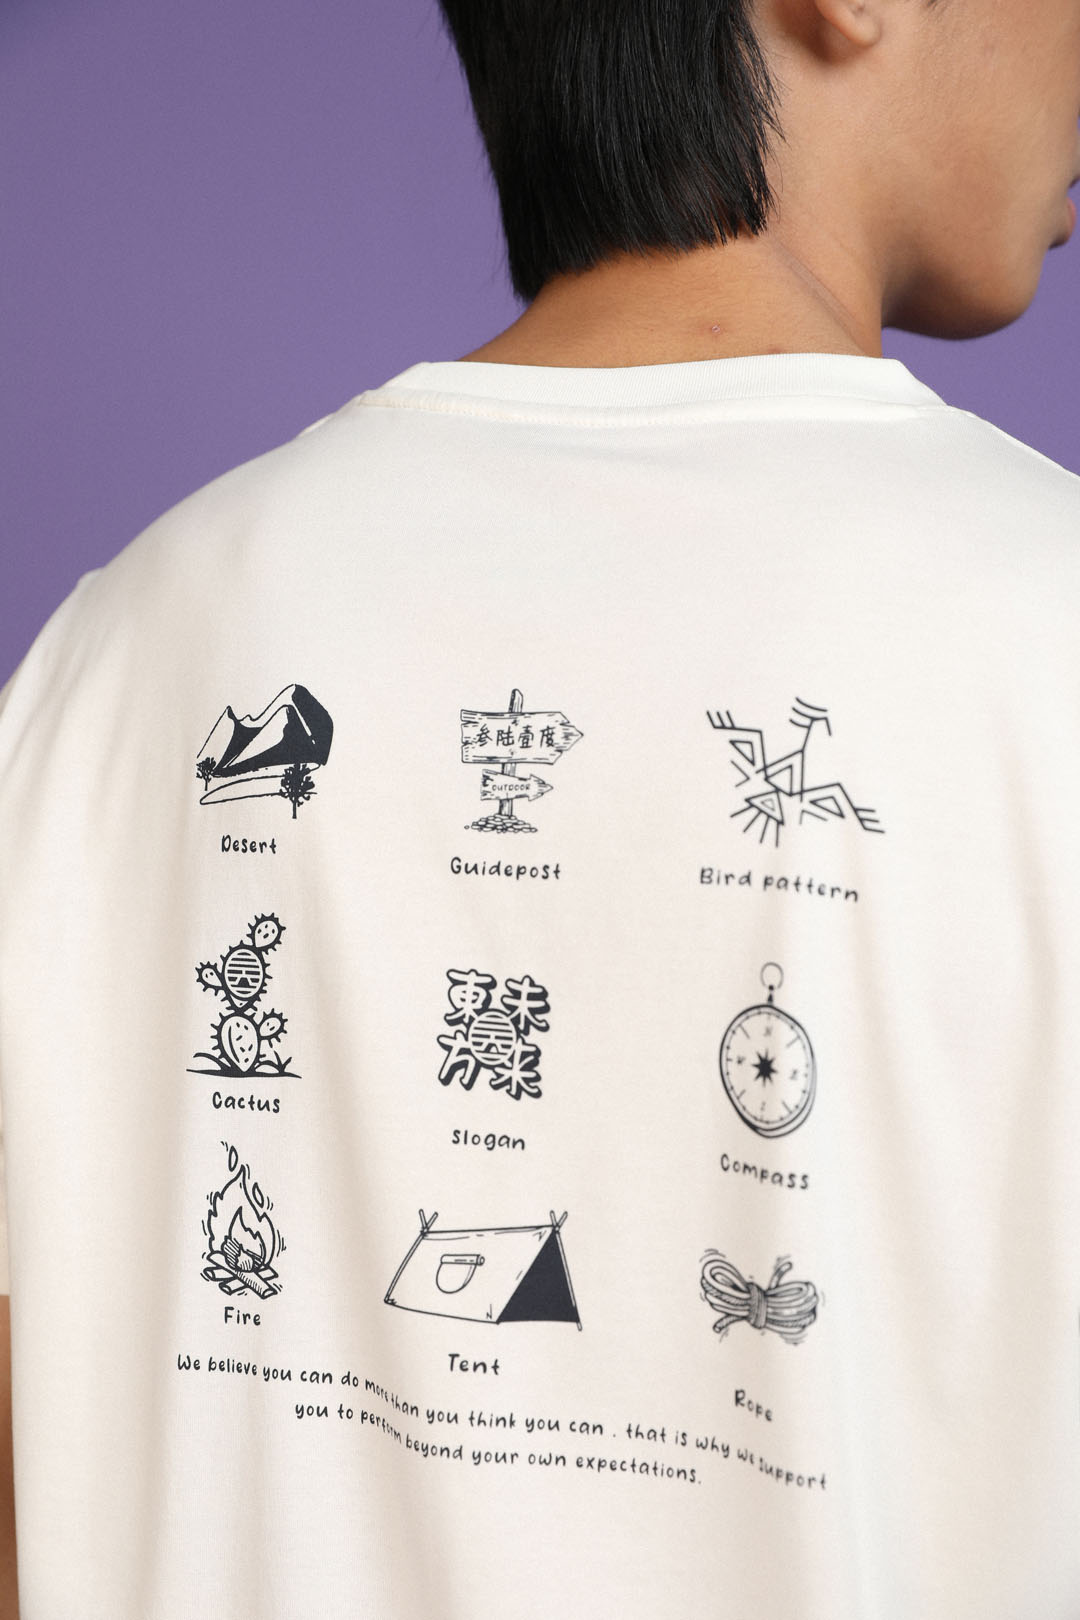 参陆壹度
OUTDOOR
Desert
Guidepost
Bird pattern
東未
方来
Cactus
slogan
N
W
Compass
Fire
Tent
Rope
We believe you can do more than you think you can . that is why we support
you to perform beyond your own expectations.